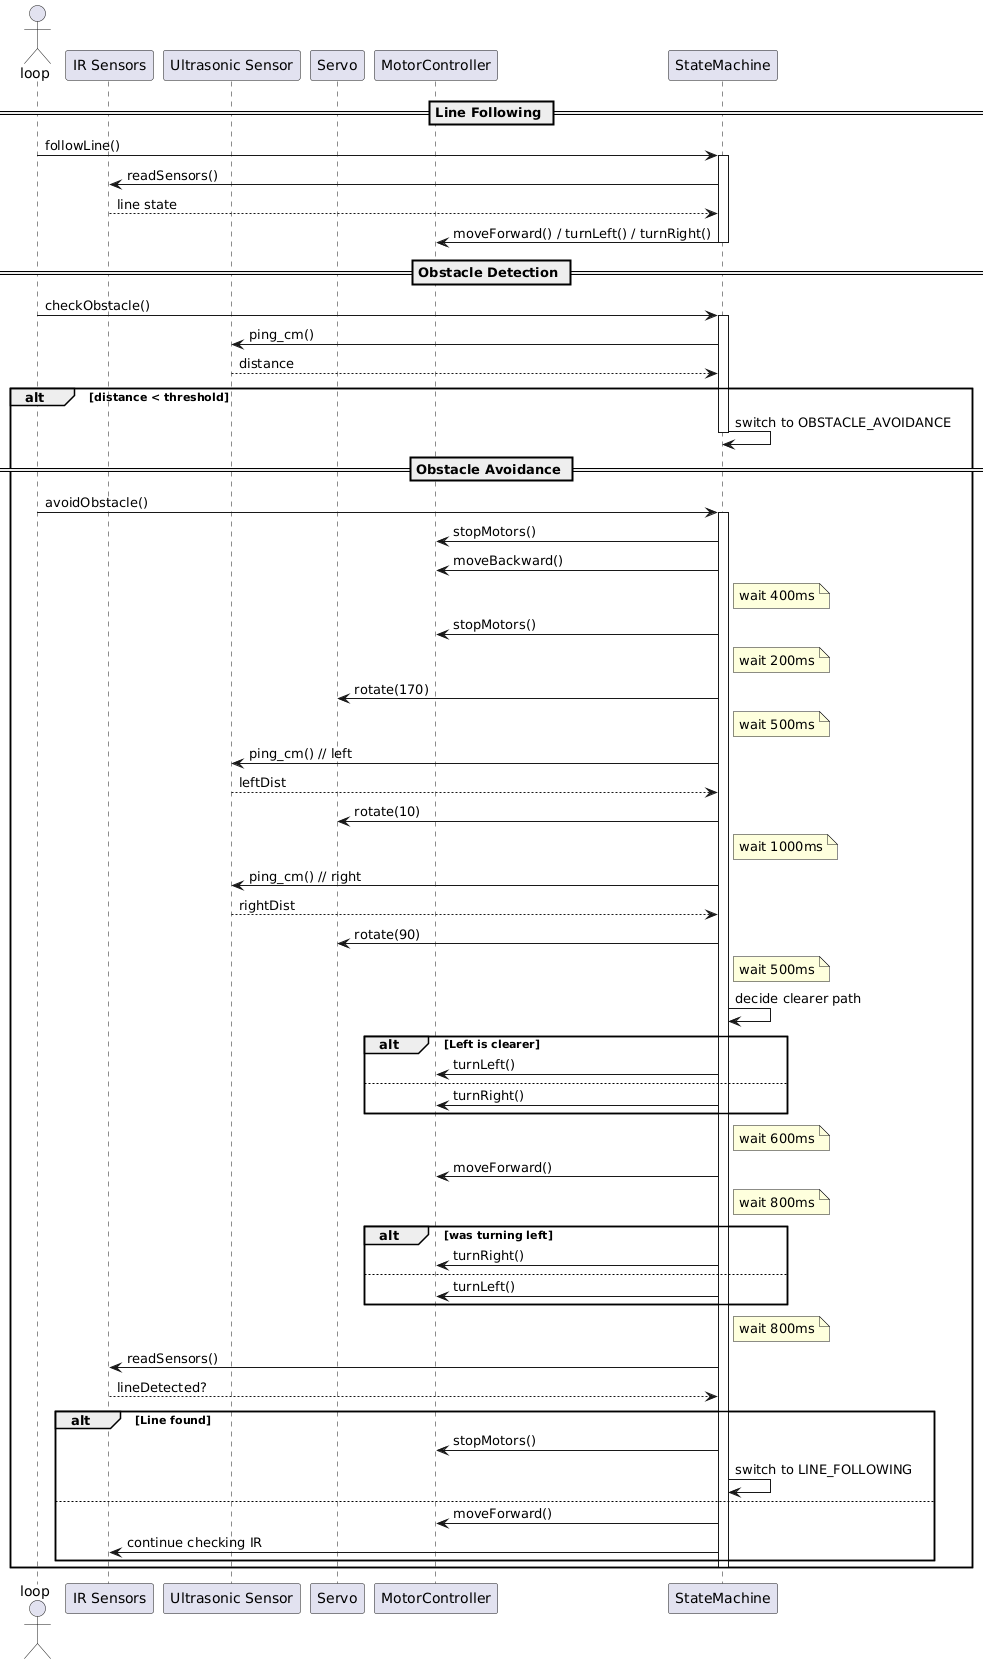 loop
IR Sensors
Ultrasonic Sensor
Servo
MotorController
StateMachine
Line Following
followLine()
readSensors()
line state
moveForward() / turnLeft() / turnRight()
Obstacle Detection
checkObstacle()
ping_cm()
distance
alt
[distance < threshold]
switch to OBSTACLE_AVOIDANCE
Obstacle Avoidance
avoidObstacle()
stopMotors()
moveBackward()
wait 400ms
stopMotors()
wait 200ms
rotate(170)
wait 500ms
ping_cm() // left
leftDist
rotate(10)
wait 1000ms
ping_cm() // right
rightDist
rotate(90)
wait 500ms
decide clearer path
alt
[Left is clearer]
turnLeft()
turnRight()
wait 600ms
moveForward()
wait 800ms
alt
[was turning left]
turnRight()
turnLeft()
wait 800ms
readSensors()
lineDetected?
alt
[Line found]
stopMotors()
switch to LINE_FOLLOWING
moveForward()
continue checking IR
loop
IR Sensors
Ultrasonic Sensor
Servo
MotorController
StateMachine